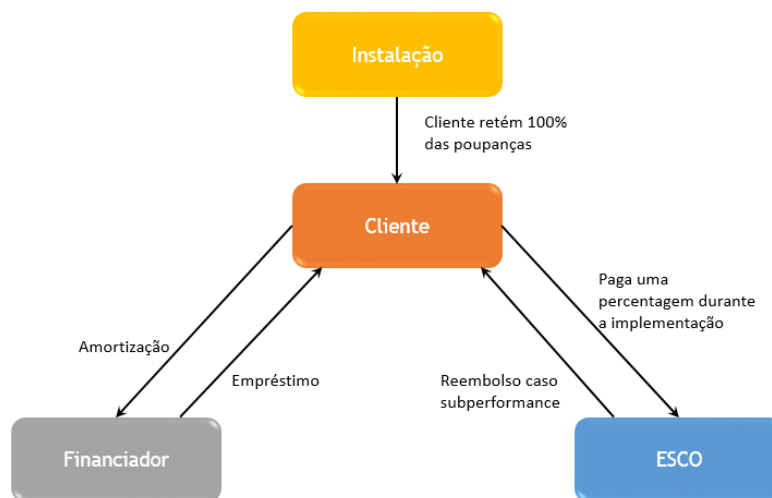 Instalação
Cliente retém 100%
das poupanças
Cliente
Paga uma
percentagem durante
a implementação
Amortização
Empréstimo
Reembolso caso
subperformance
Financiador
ESCO